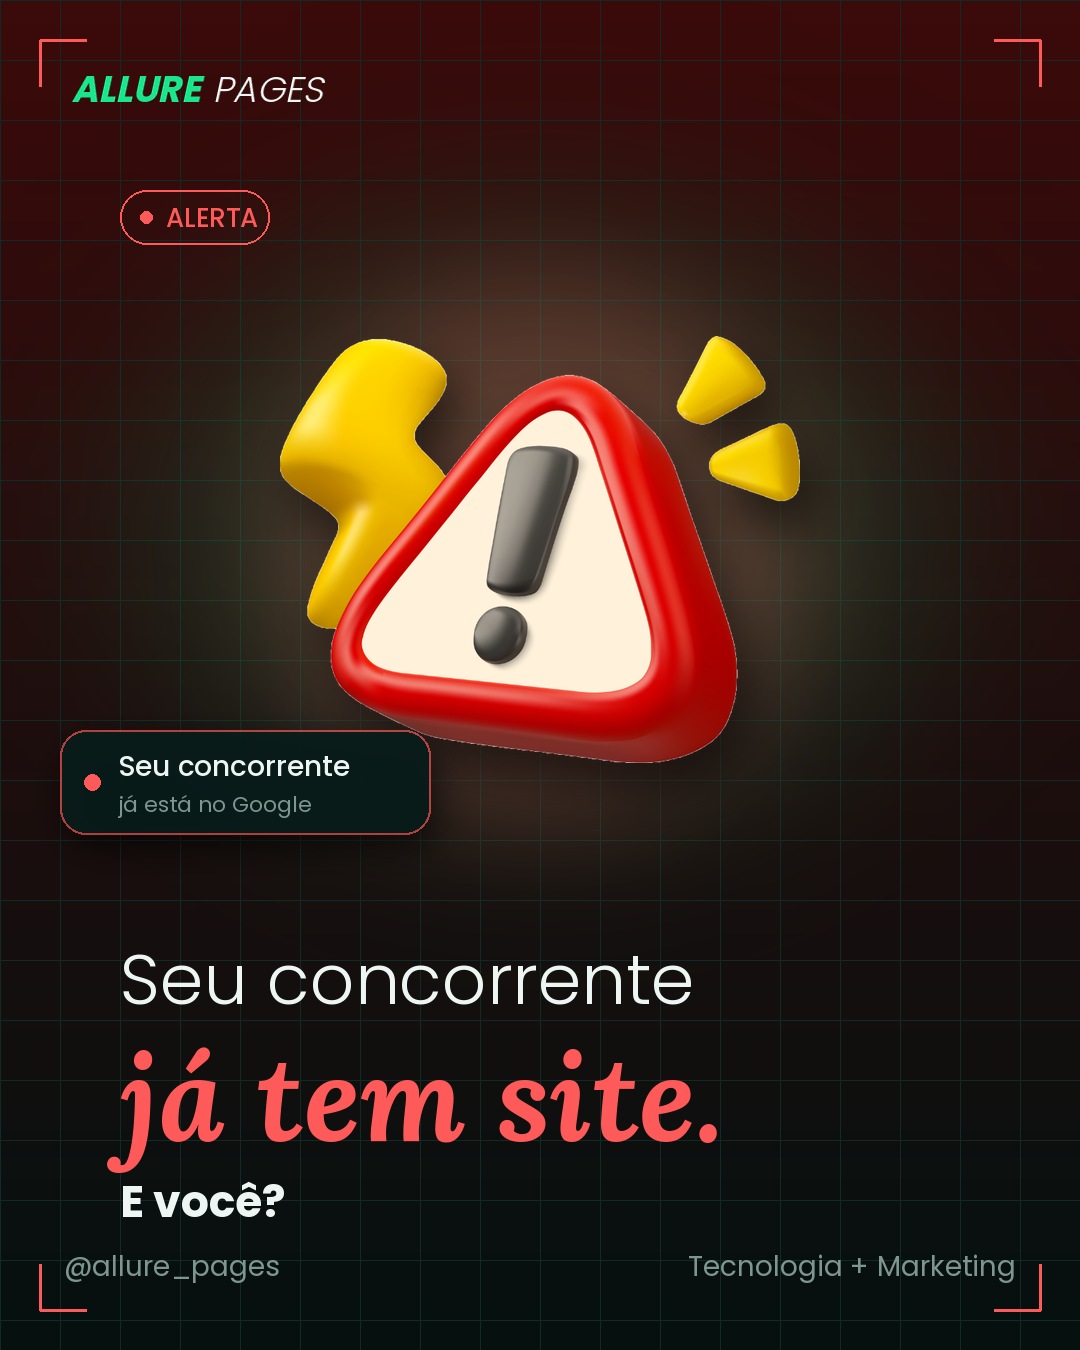 ALLURE PAGES
ALERTA
Seu concorrente
já está no Google
Seu concorrente
já tem site.
E você?
@allure_pages
Tecnologia + Marketing